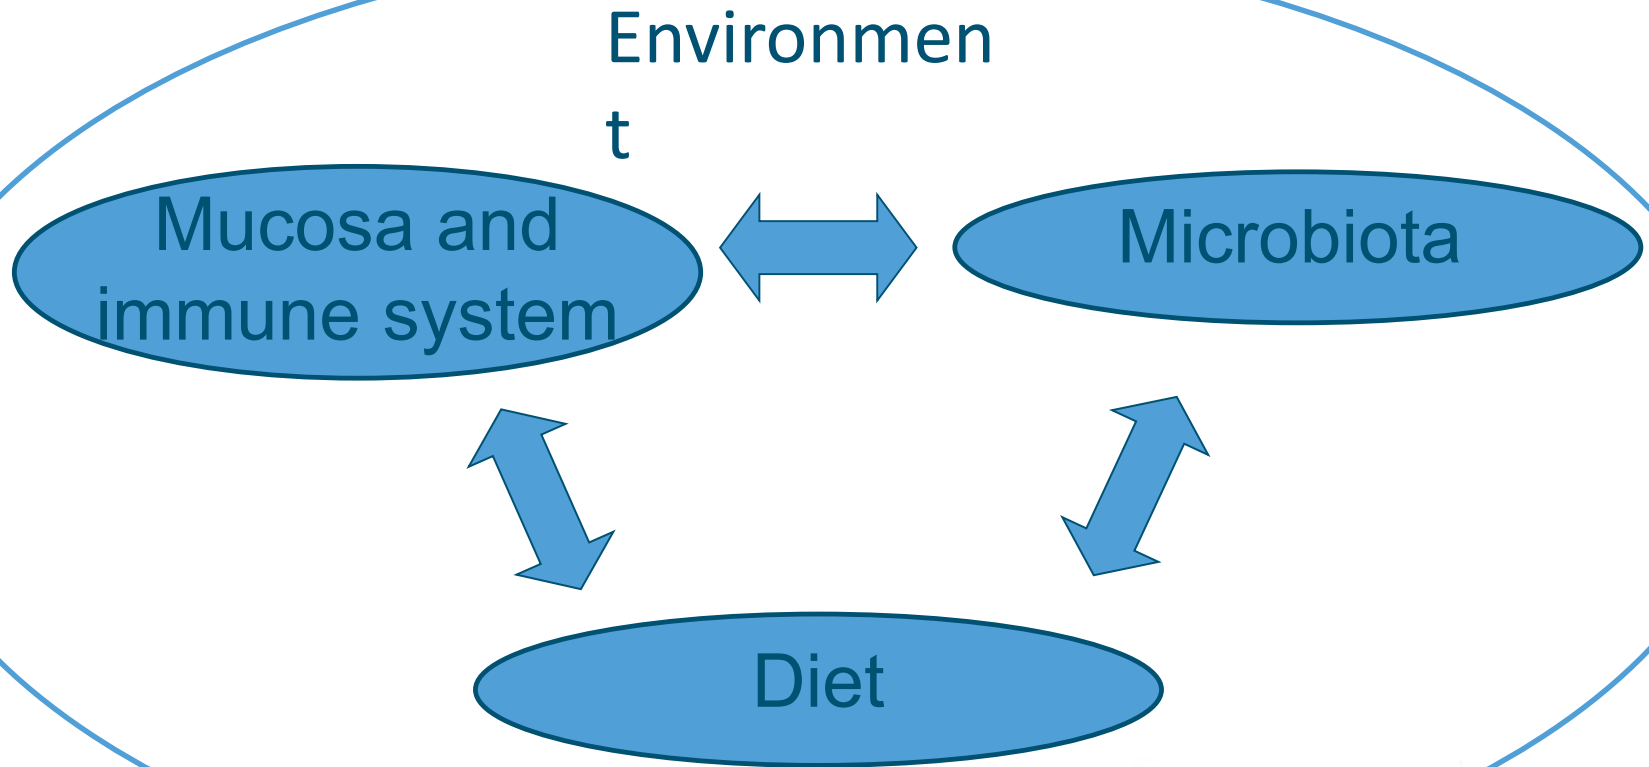 Environmen
t
Mucosa and
immune system
Microbiota
Diet